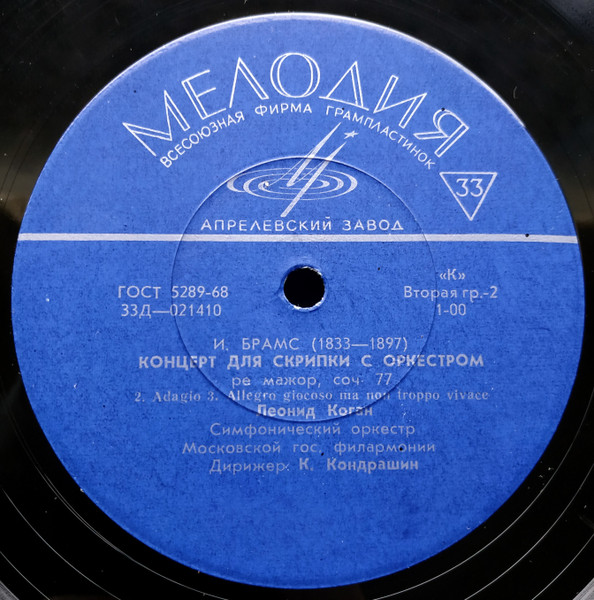 МЕЛОДИЯ
ВСЕСОЮЗНАЯ ФИРМА ГРАМПЛАСТИНОК
33
АПРЕЛЕВСКИЙ ЗАВОД
ГОСТ 5289-68
33Д—021410
«К»
Вторая гр.-2
1-00
И. БРАМС (1833—1897)
КОНЦЕРТ ДЛЯ СКРИПКИ С ОРКЕСТРОМ
ре мажор, соч. 77
2. Adagio 3. Allegro giocoso ma non troppo vivace
Леонид Коган
Симфонический оркестр
Московской гос. филармонии
Дирижер: К. Кондрашин